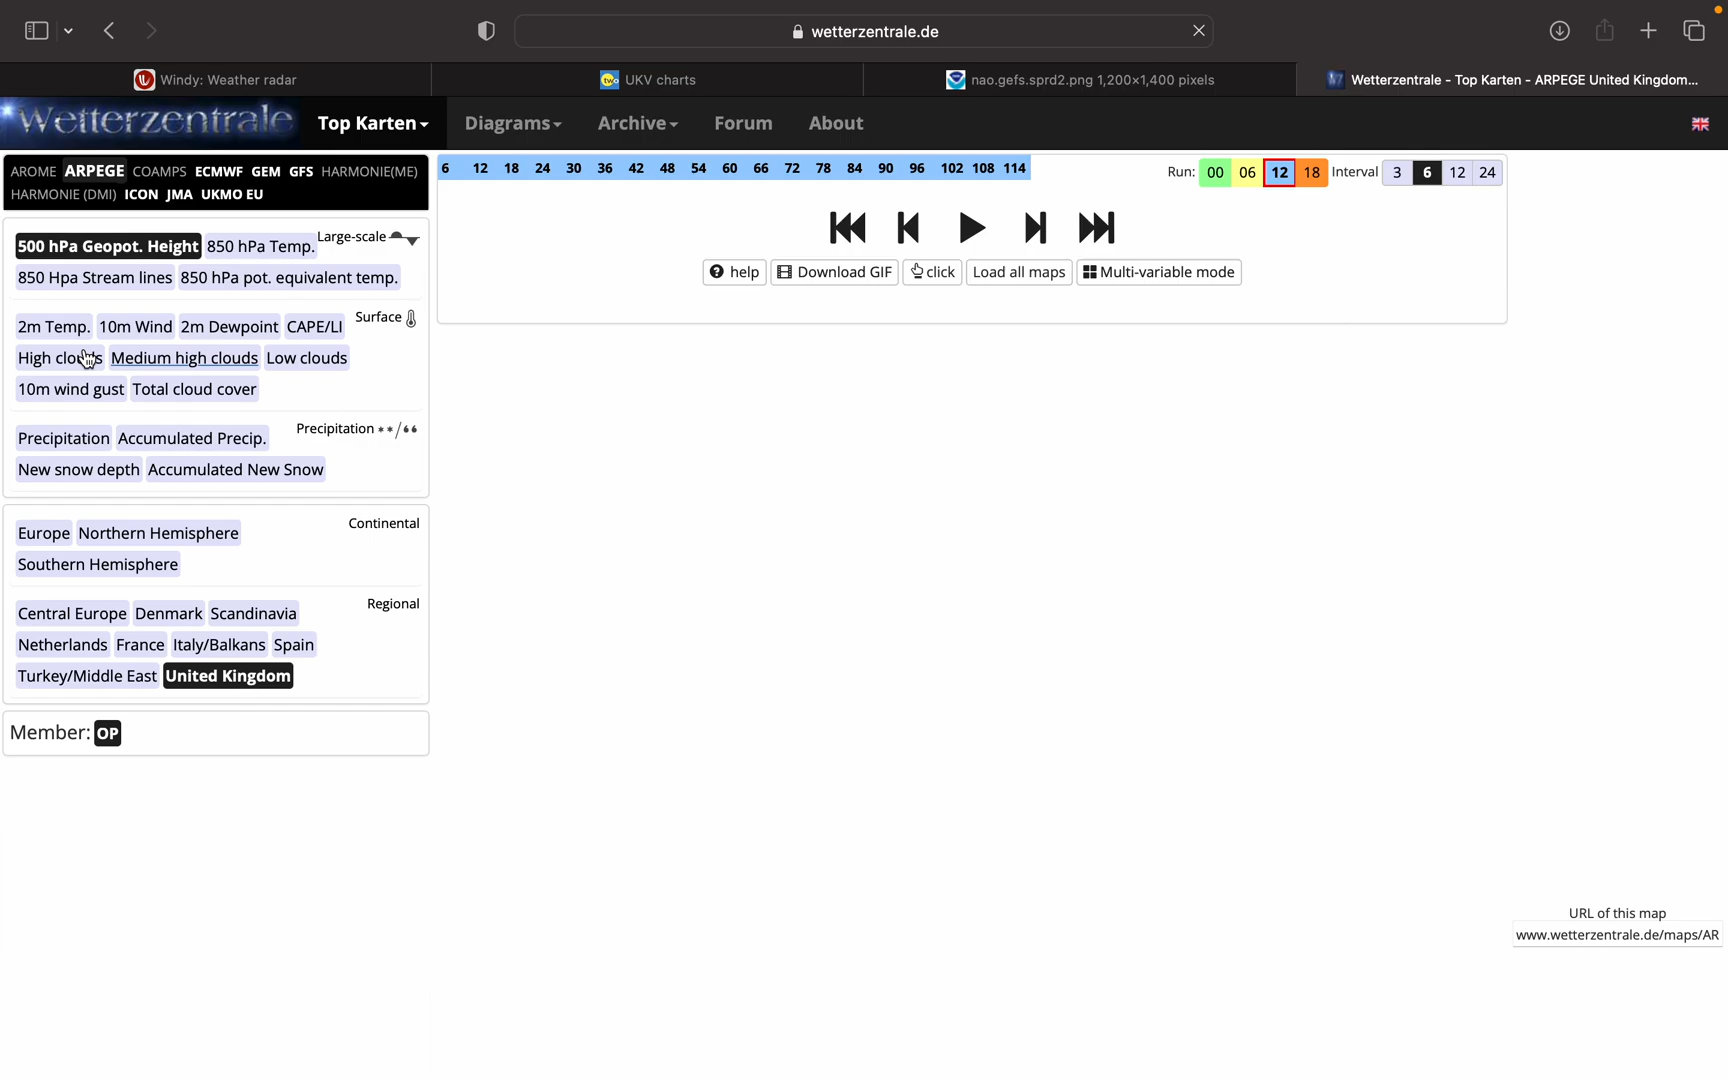 wetterzentrale.de
Windy: Weather radar
UKV charts
nao.gefs.sprd2.png 1,200×1,400 pixels
Wetterzentrale - Top Karten - ARPEGE United Kingdom...
Wetterzentrale
Top Karten
Diagrams
Archive
Forum
About
AROME ARPEGE COAMPS ECMWF GEM GFS HARMONIE(ME)
HARMONIE (DMI) ICON JMA UKMO EU
6 12 18 24 30 36 42 48 54 60 66 72 78 84 90 96 102 108 114
Run: 00 06 12 18 Interval 3 6 12 24
help Download GIF click Load all maps Multi-variable mode
Large-scale
500 hPa Geopot. Height 850 hPa Temp.
850 Hpa Stream lines 850 hPa pot. equivalent temp.
Surface
2m Temp. 10m Wind 2m Dewpoint CAPE/LI
High clouds Medium high clouds Low clouds
10m wind gust Total cloud cover
Precipitation
Precipitation Accumulated Precip.
New snow depth Accumulated New Snow
Continental
Europe Northern Hemisphere
Southern Hemisphere
Regional
Central Europe Denmark Scandinavia
Netherlands France Italy/Balkans Spain
Turkey/Middle East United Kingdom
Member: OP
URL of this map
www.wetterzentrale.de/maps/AR